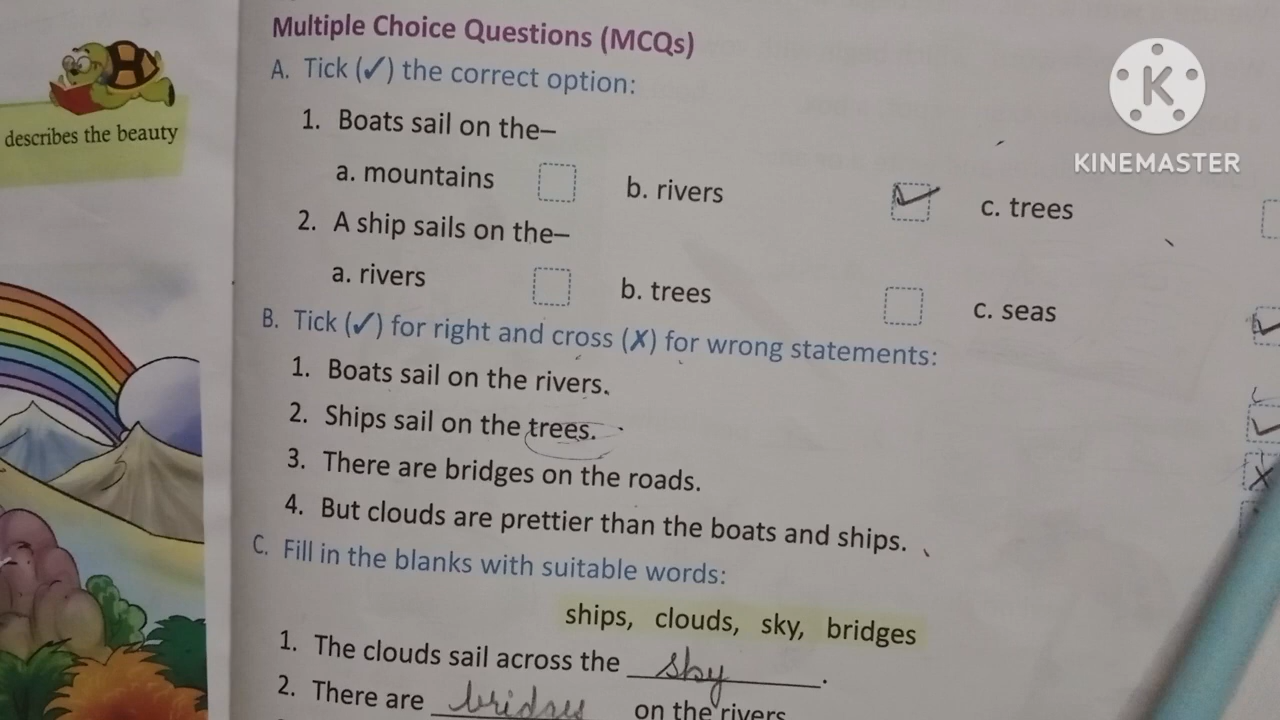 Multiple Choice Questions (MCQs)
A. Tick (✓) the correct option:
1. Boats sail on the–
a. mountains b. rivers c. trees
2. A ship sails on the–
a. rivers b. trees c. seas
B. Tick (✓) for right and cross (✗) for wrong statements:
1. Boats sail on the rivers.
2. Ships sail on the trees.
3. There are bridges on the roads.
4. But clouds are prettier than the boats and ships.
C. Fill in the blanks with suitable words:
ships, clouds, sky, bridges
1. The clouds sail across the sky.
2. There are bridges on the rivers
describes the beauty
K
KINEMASTER